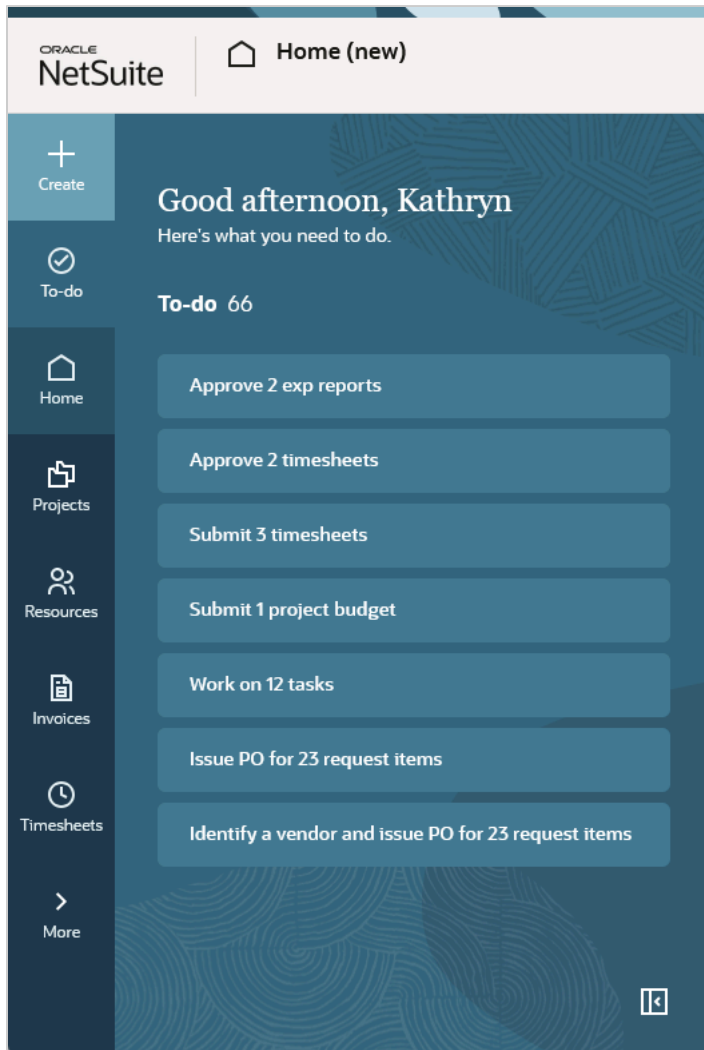 ORACLE
NetSuite
Home (new)
Create
To-do
Home
Projects
Resources
Invoices
Timesheets
More
Good afternoon, Kathryn
Here's what you need to do.
To-do 66
Approve 2 exp reports
Approve 2 timesheets
Submit 3 timesheets
Submit 1 project budget
Work on 12 tasks
Issue PO for 23 request items
Identify a vendor and issue PO for 23 request items